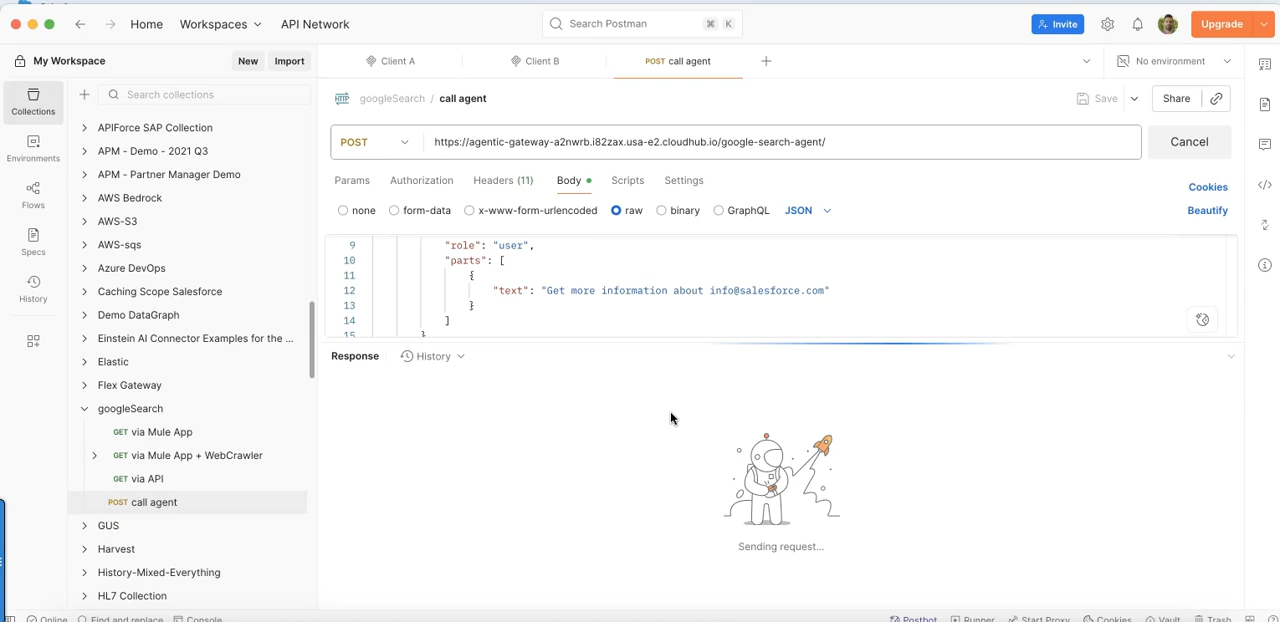 Home Workspaces API Network Search Postman ⌘ K Invite Upgrade
My Workspace New Import Client A Client B POST call agent No environment
Collections
Environments
Flows
Specs
History
Search collections
APIForce SAP Collection
APM - Demo - 2021 Q3
APM - Partner Manager Demo
AWS Bedrock
AWS-S3
AWS-sqs
Azure DevOps
Caching Scope Salesforce
Demo DataGraph
Einstein AI Connector Examples for the ...
Elastic
Flex Gateway
googleSearch
GET via Mule App
GET via Mule App + WebCrawler
GET via API
POST call agent
GUS
Harvest
History-Mixed-Everything
HL7 Collection
HTTP googleSearch / call agent Save Share
POST https://agentic-gateway-a2nwrb.i82zax.usa-e2.cloudhub.io/google-search-agent/ Cancel
Params Authorization Headers (11) Body Scripts Settings Cookies
none form-data x-www-form-urlencoded raw binary GraphQL JSON Beautify
9 "role": "user",
10 "parts": [
11 {
12 "text": "Get more information about info@salesforce.com"
13 }
14 ]
15 }
Response History
Sending request...
Online Find and replace Console Postbot Runner Start Proxy Cookies Vault Trash